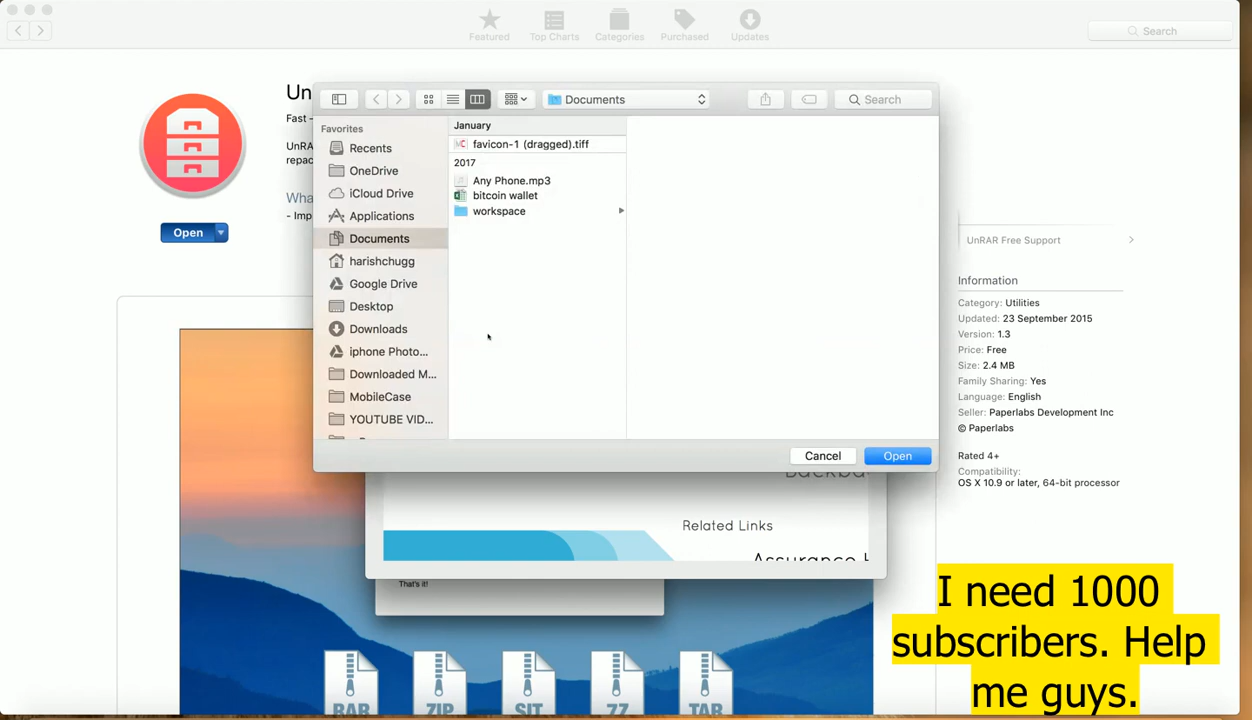 Featured
Top Charts
Categories
Purchased
Updates
Search
Un
Fast -
UnRA
repac
Wha
- Imp
Open
Documents
Search
Favorites
Recents
OneDrive
iCloud Drive
Applications
Documents
harishchugg
Google Drive
Desktop
Downloads
iphone Photo...
Downloaded M...
MobileCase
YOUTUBE VID...
January
favicon-1 (dragged).tiff
2017
Any Phone.mp3
bitcoin wallet
workspace
Cancel
Open
UnRAR Free Support
Information
Category: Utilities
Updated: 23 September 2015
Version: 1.3
Price: Free
Size: 2.4 MB
Family Sharing: Yes
Language: English
Seller: Paperlabs Development Inc
© Paperlabs
Rated 4+
Compatibility:
OS X 10.9 or later, 64-bit processor
Related Links
That's it!
RAR
ZIP
SIT
7Z
TAR
I need 1000
subscribers. Help
me guys.